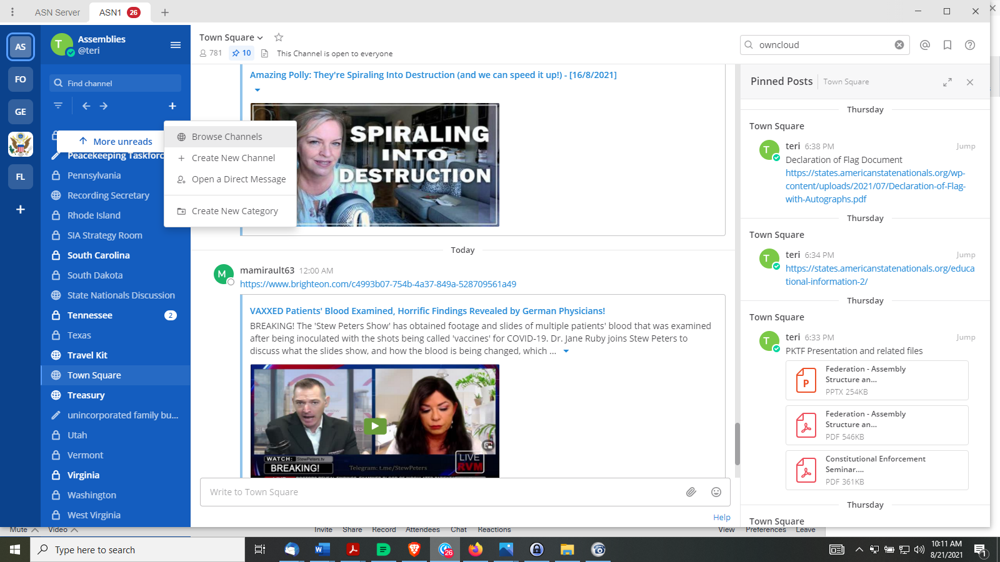 ASN Server
ASN1 26
AS
FO
GE
FL
T
Assemblies
@teri
Find channel
More unreads
Peacekeeping Taskforc
Pennsylvania
Recording Secretary
Rhode Island
SIA Strategy Room
South Carolina
South Dakota
State Nationals Discussion
Tennessee 2
Texas
Travel Kit
Town Square
Treasury
unincorporated family bu...
Utah
Vermont
Virginia
Washington
West Virginia
Browse Channels
Create New Channel
Open a Direct Message
Create New Category
Town Square
781 10 This Channel is open to everyone
owncloud
Amazing Polly: They're Spiraling Into Destruction (and we can speed it up!) - [16/8/2021]
SPIRALING
INTO
DESTRUCTION
Today
M
mamirault63 12:00 AM
https://www.brighteon.com/c4993b07-754b-4a37-849a-528709561a49
VAXXED Patients' Blood Examined, Horrific Findings Revealed by German Physicians!
BREAKING! The 'Stew Peters Show' has obtained footage and slides of multiple patients' blood that was examined
after being inoculated with the shots being called 'vaccines' for COVID-19. Dr. Jane Ruby joins Stew Peters to
discuss what the slides show, and how the blood is being changed, which ...
WATCH: StewPeters.tv
BREAKING! Telegram: t.me/StewPeters
LIVE
RVM
Write to Town Square
Help
Pinned Posts Town Square
Thursday
Town Square
T
teri 6:38 PM Jump
Declaration of Flag Document
https://states.americanstatenationals.org/wp-
content/uploads/2021/07/Declaration-of-Flag-
with-Autographs.pdf
Thursday
Town Square
T
teri 6:34 PM Jump
https://states.americanstatenationals.org/educa
tional-information-2/
Thursday
Town Square
T
teri 6:33 PM Jump
PKTF Presentation and related files
P
Federation - Assembly
Structure an...
PPTX 254KB
Federation - Assembly
Structure an...
PDF 546KB
Constitutional Enforcement
Seminar....
PDF 361KB
Thursday
Town Square
Mute Video Invite Share Record Attendees Chat Reactions View Preferences Leave
Type here to search
W
26
10:11 AM
8/21/2021
1